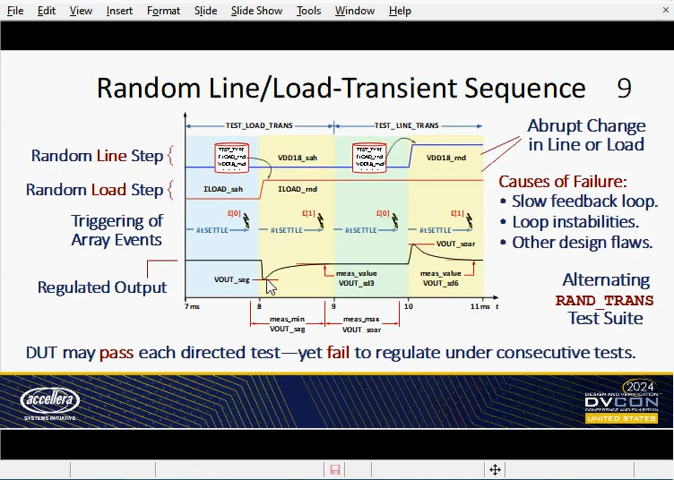 File Edit View Insert Format Slide Slide Show Tools Window Help
Random Line/Load-Transient Sequence 9
TEST_LOAD_TRANS
TEST_LINE_TRANS
Random Line Step
VDD18_sah
VDD18_rnd
Random Load Step
ILOAD_sah
ILOAD_rnd
Triggering of
Array Events
E[0]
E[1]
E[0]
E[1]
#tSETTLE
#tSETTLE
#tSETTLE
#tSETTLE
VOUT_soar
Regulated Output
VOUT_sag
meas_value
VOUT_sd3
meas_value
VOUT_sd6
7 ms 8 9 10 11 ms t
meas_min
VOUT_sag
meas_max
VOUT_soar
Abrupt Change
in Line or Load
Causes of Failure:
• Slow feedback loop.
• Loop instabilities.
• Other design flaws.
Alternating
RAND_TRANS
Test Suite
DUT may pass each directed test—yet fail to regulate under consecutive tests.
accellera
SYSTEMS INITIATIVE
2024
DESIGN AND VERIFICATION
DVCON
CONFERENCE AND EXHIBITION
UNITED STATES